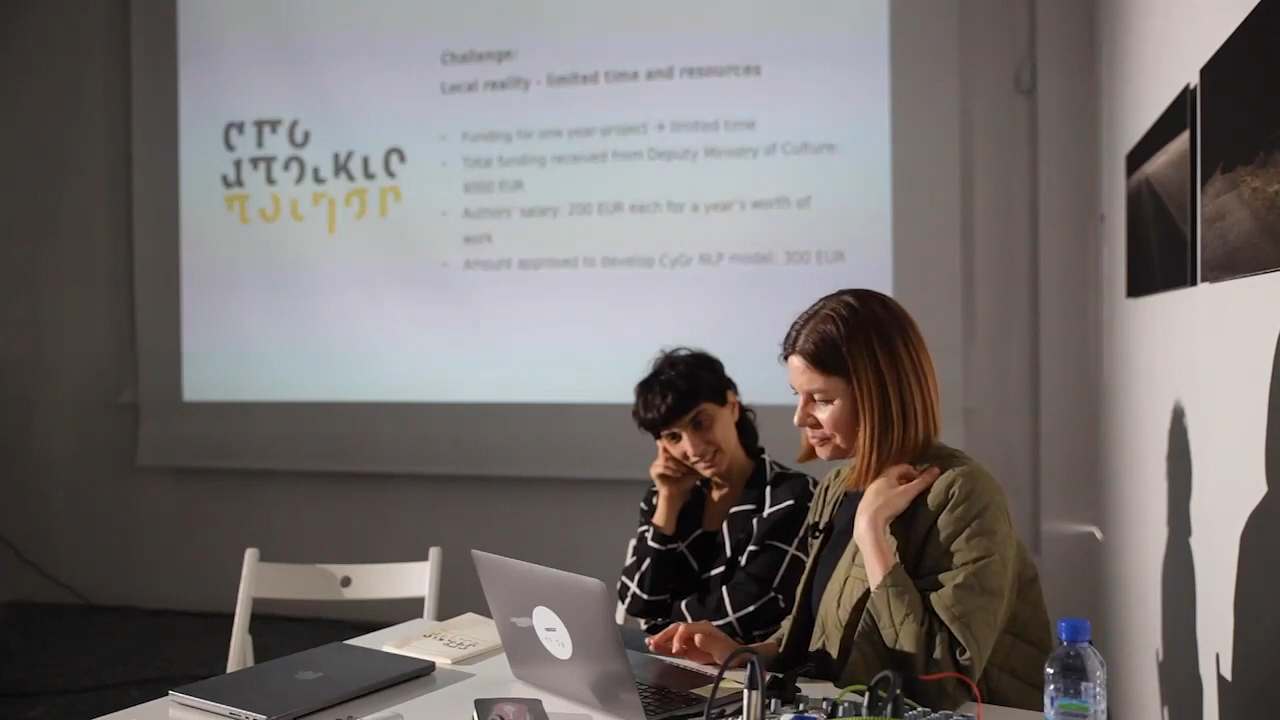 Challenge:
Local reality - limited time and resources
- Funding for one year-project → limited time
- Total funding received from Deputy Ministry of Culture:
4000 EUR
- Authors' salary: 200 EUR each for a year's worth of
work
- Amount approved to develop CyGr NLP model: 300 EUR